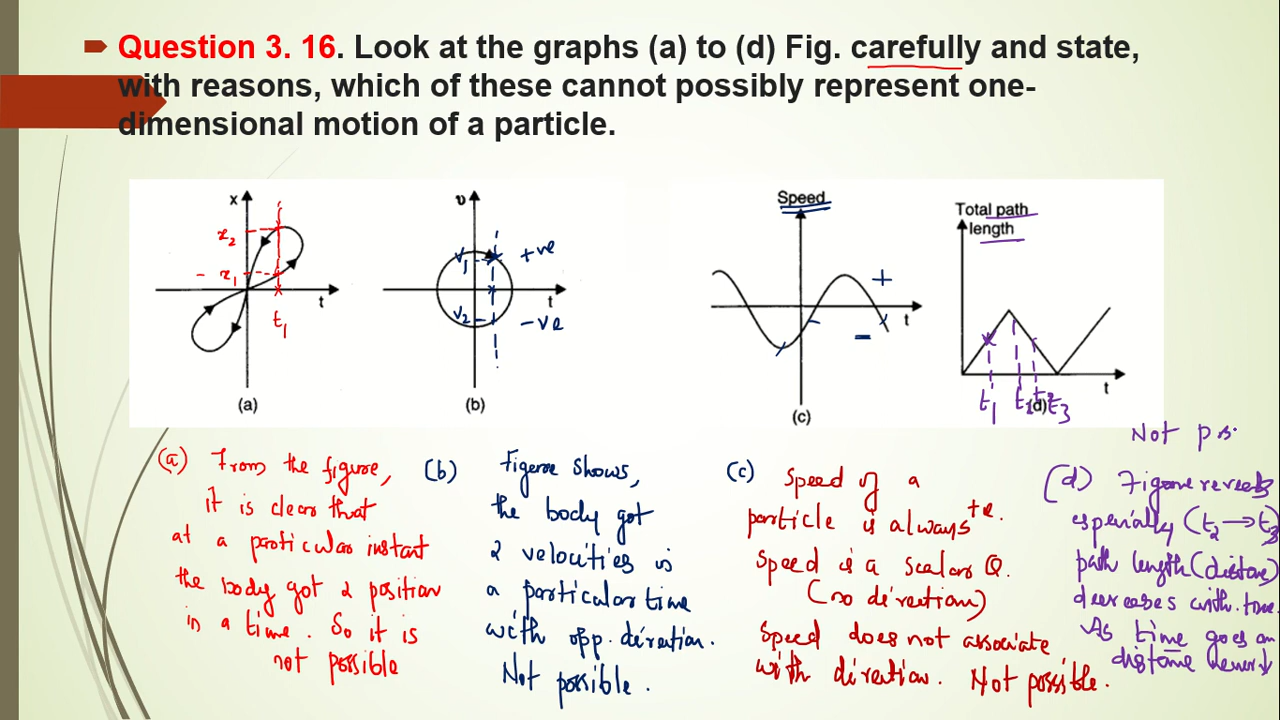 Question 3. 16. Look at the graphs (a) to (d) Fig. carefully and state,
with reasons, which of these cannot possibly represent one-
dimensional motion of a particle.
x
x₂
x₁
t
t₁
(a)
υ
V₁
V₂
+ve
-ve
t
(b)
Speed
+
-
t
(c)
Total path
length
t
t₁
t₂
t₃
(d)
Not
(a) From the figure,
it is clear that
at a particular instant
the body got 2 position
in a time. So it is
not possible
(b) Figure shows,
the body got
2 velocities in
a particular time
with opp. direction.
Not possible.
(c) Speed of a
particle is always +ve.
Speed is a scalar Q.
(no direction)
Speed does not associate
with direction. Not possible.
(d) Figure reveals
especially (t₂→t₃
path length (distance)
decreases with time
As time goes on
distance